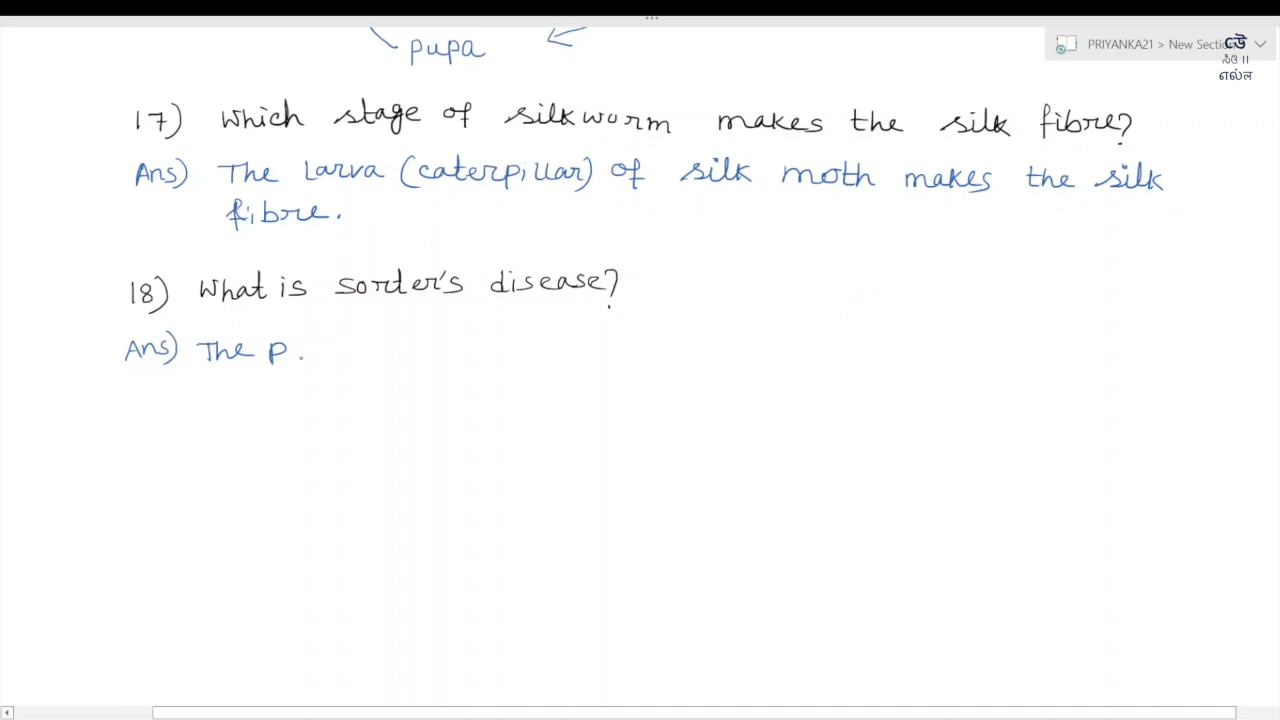 pupa
PRIYANKA21 > New Section
17) Which stage of silkworm makes the silk fibre?
Ans) The Larva (caterpillar) of silk moth makes the silk
fibre.
18) What is sorter's disease?
Ans) The p